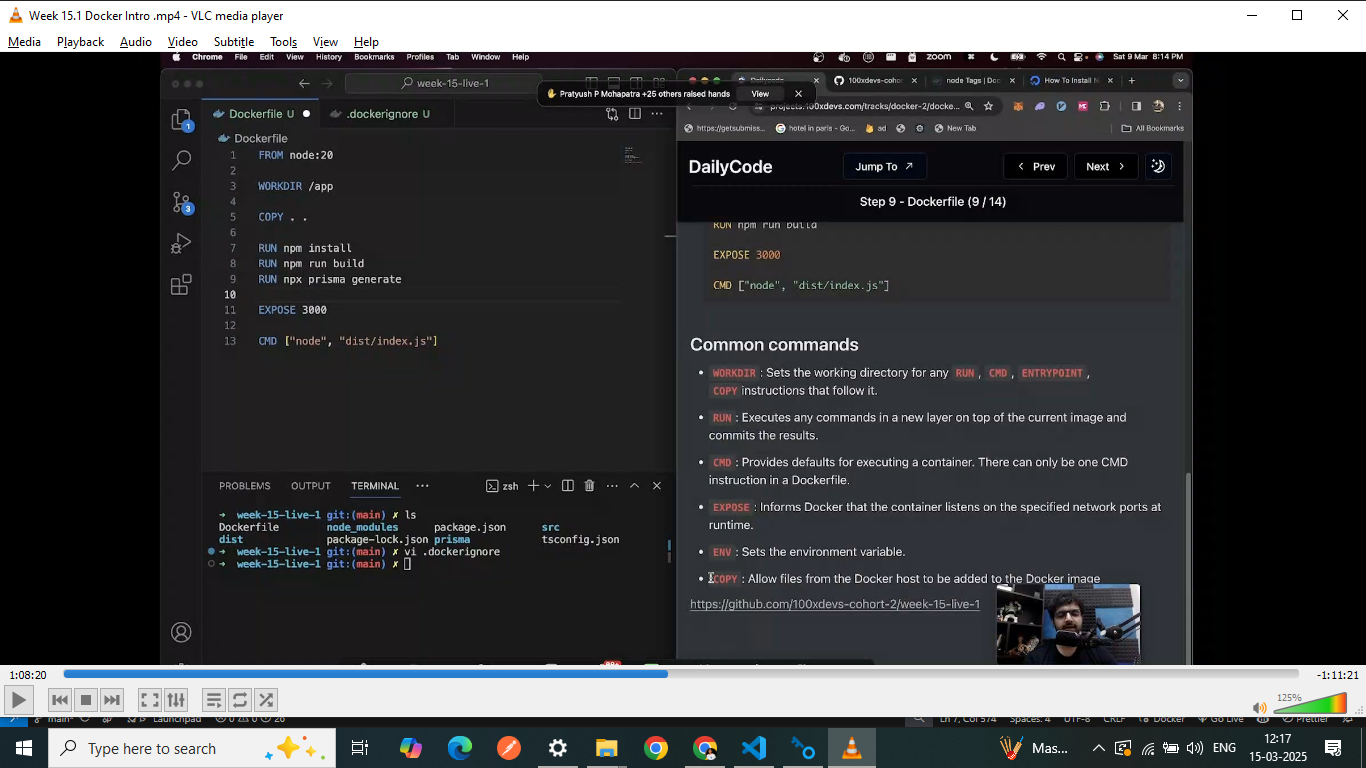 Week 15.1 Docker Intro .mp4 - VLC media player
Media Playback Audio Video Subtitle Tools View Help
Chrome File Edit View History Bookmarks Profiles Tab Window Help
zoom Sat 9 Mar 8:14 PM
week-15-live-1
Pratyush P Mohapatra +25 others raised hands View
100xdevs-cohor
node Tags | Doc
How To Install N
Dockerfile U
.dockerignore U
projects.100xdevs.com/tracks/docker-2/docke...
https://getsubmiss...
hotel in paris - Go...
ad
New Tab
All Bookmarks
Dockerfile
1 FROM node:20
2
3 WORKDIR /app
4
5 COPY . .
6
7 RUN npm install
8 RUN npm run build
9 RUN npx prisma generate
10
11 EXPOSE 3000
12
13 CMD ["node", "dist/index.js"]
1
3
PROBLEMS OUTPUT TERMINAL
zsh
➜ week-15-live-1 git:(main) ✗ ls
Dockerfile node_modules package.json src
dist package-lock.json prisma tsconfig.json
➜ week-15-live-1 git:(main) ✗ vi .dockerignore
➜ week-15-live-1 git:(main) ✗
DailyCode
Jump To
Prev
Next
Step 9 - Dockerfile (9 / 14)
RUN npm run build
EXPOSE 3000
CMD ["node", "dist/index.js"]
Common commands
• WORKDIR : Sets the working directory for any RUN , CMD , ENTRYPOINT ,
COPY instructions that follow it.
• RUN : Executes any commands in a new layer on top of the current image and
commits the results.
• CMD : Provides defaults for executing a container. There can only be one CMD
instruction in a Dockerfile.
• EXPOSE : Informs Docker that the container listens on the specified network ports at
runtime.
• ENV : Sets the environment variable.
• COPY : Allow files from the Docker host to be added to the Docker image
https://github.com/100xdevs-cohort-2/week-15-live-1
1:08:20
-1:11:21
125%
main*
Launchpad
Ln 7, Col 574 Spaces: 4 UTF-8 CRLF Docker Go Live Prettier
Type here to search
Mas...
ENG
12:17
15-03-2025